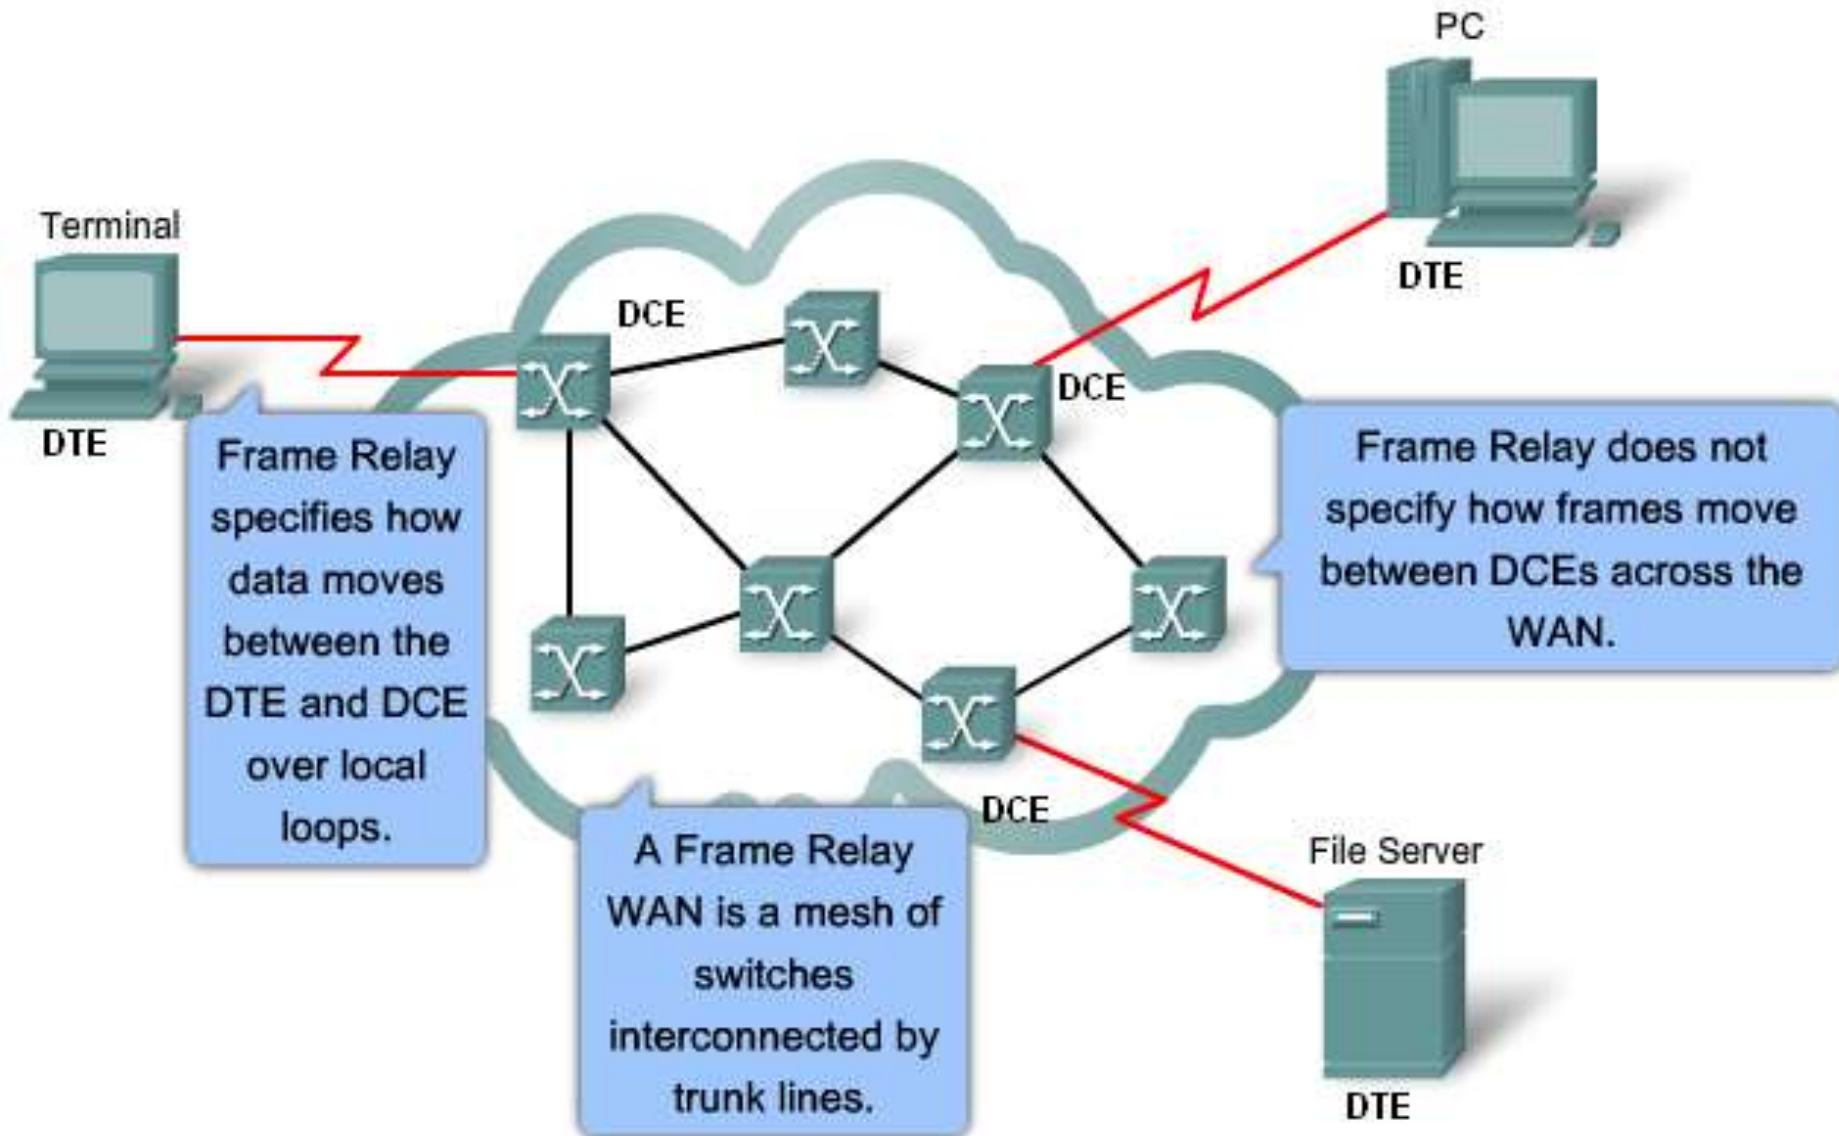 PC
DTE
Terminal
DTE
DCE
DCE
Frame Relay
specifies how
data moves
between the
DTE and DCE
over local
loops.
Frame Relay does not
specify how frames move
between DCEs across the
WAN.
DCE
A Frame Relay
WAN is a mesh of
switches
interconnected by
trunk lines.
File Server
DTE